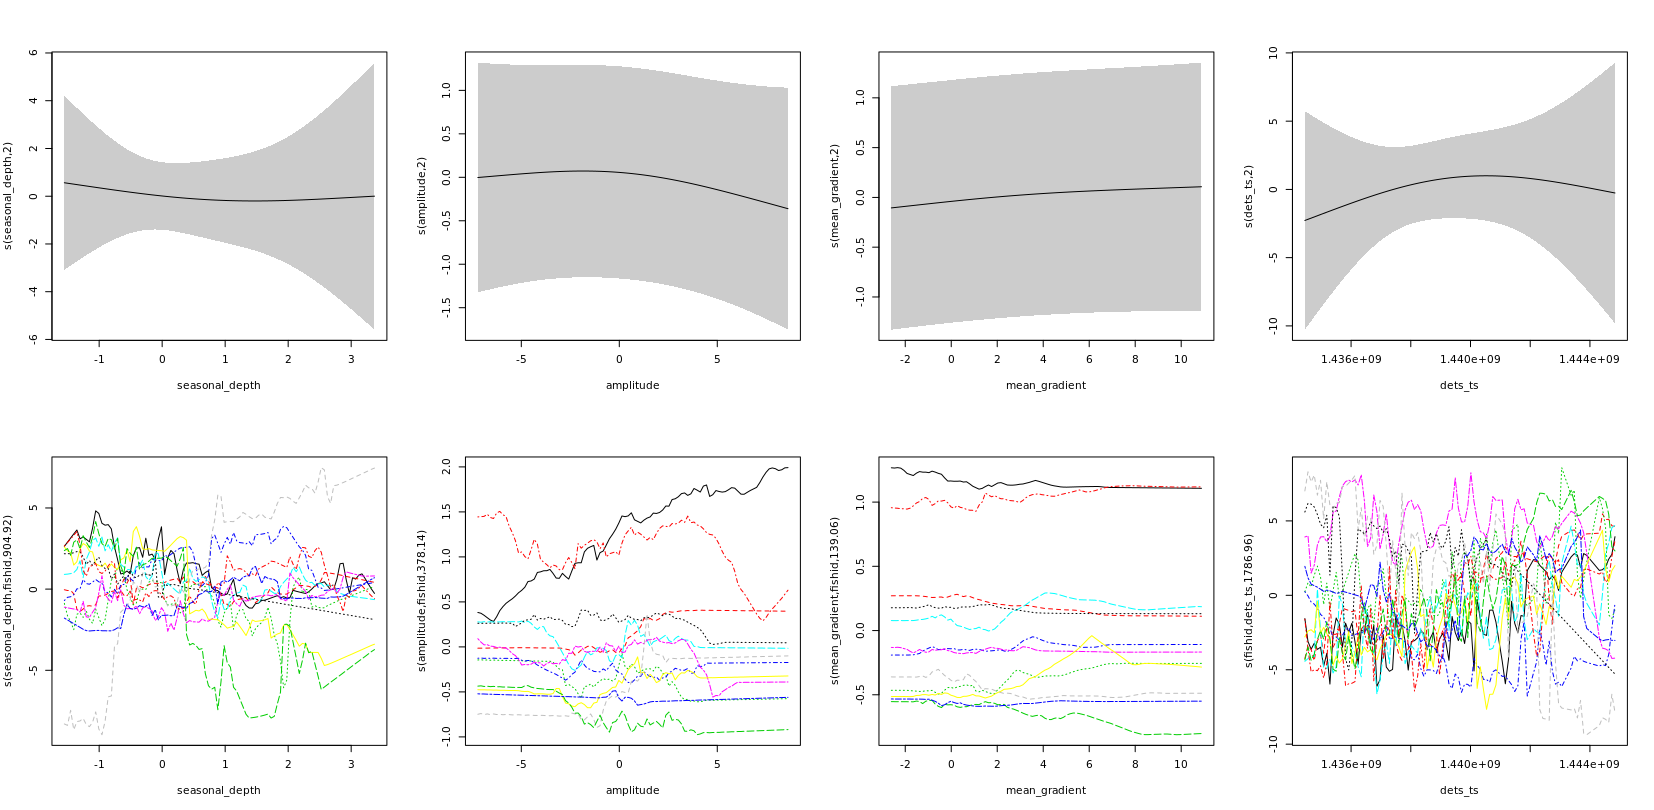 s(seasonal_depth,2)
-6 -4 -2 0 2 4 6
-1 0 1 2 3
seasonal_depth
s(amplitude,2)
-1.5 -1.0 -0.5 0.0 0.5 1.0
-5 0 5
amplitude
s(mean_gradient,2)
-1.0 -0.5 0.0 0.5 1.0
-2 0 2 4 6 8 10
mean_gradient
s(dets_ts,2)
-10 -5 0 5 10
1.436e+09 1.440e+09 1.444e+09
dets_ts
s(seasonal_depth,fishid,904.92)
-5 0 5
-1 0 1 2 3
seasonal_depth
s(amplitude,fishid,378.14)
-1.0 -0.5 0.0 0.5 1.0 1.5 2.0
-5 0 5
amplitude
s(mean_gradient,fishid,139.06)
-0.5 0.0 0.5 1.0
-2 0 2 4 6 8 10
mean_gradient
s(fishid,dets_ts,1786.96)
-10 -5 0 5
1.436e+09 1.440e+09 1.444e+09
dets_ts